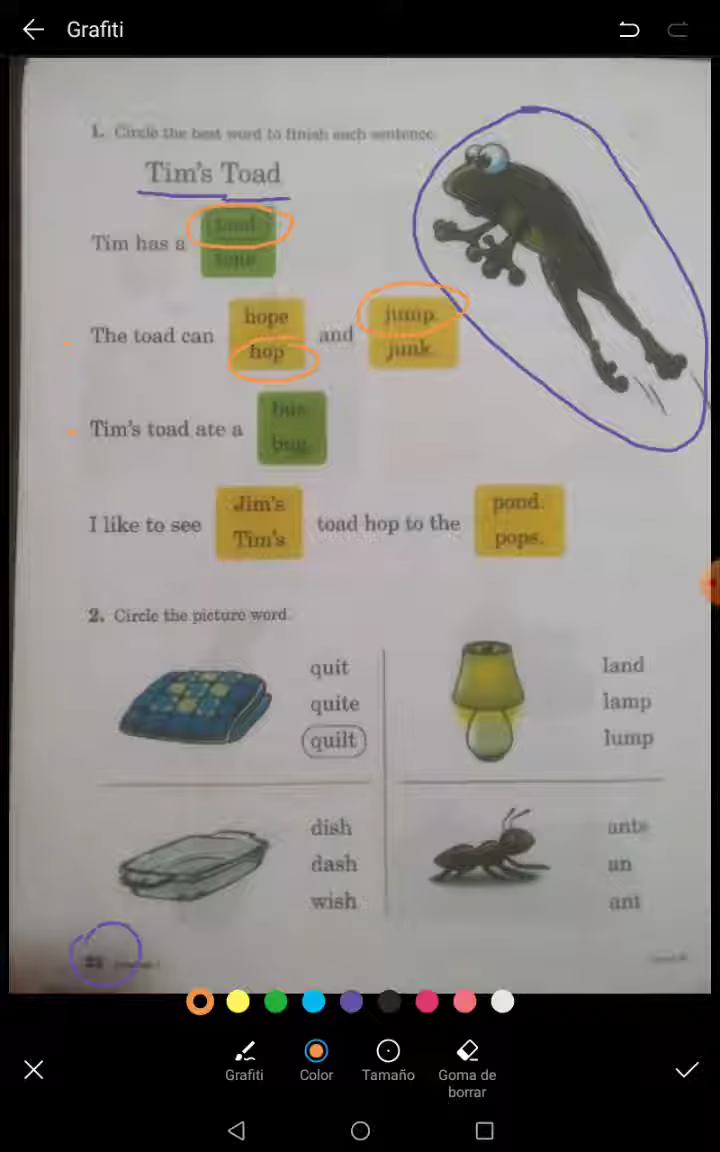 Grafiti
1. Circle the best word to finish each sentence.
Tim's Toad
Tim has a
toad
The toad can
hope
hop
and
jump.
junk.
Tim's toad ate a
bus.
bug.
I like to see
Jim's
Tim's
toad hop to the
pond.
pops.
2. Circle the picture word.
quit
quite
quilt
land
lamp
lump
dish
dash
wish
ants
an
ant
Grafiti
Color
Tamaño
Goma de
borrar